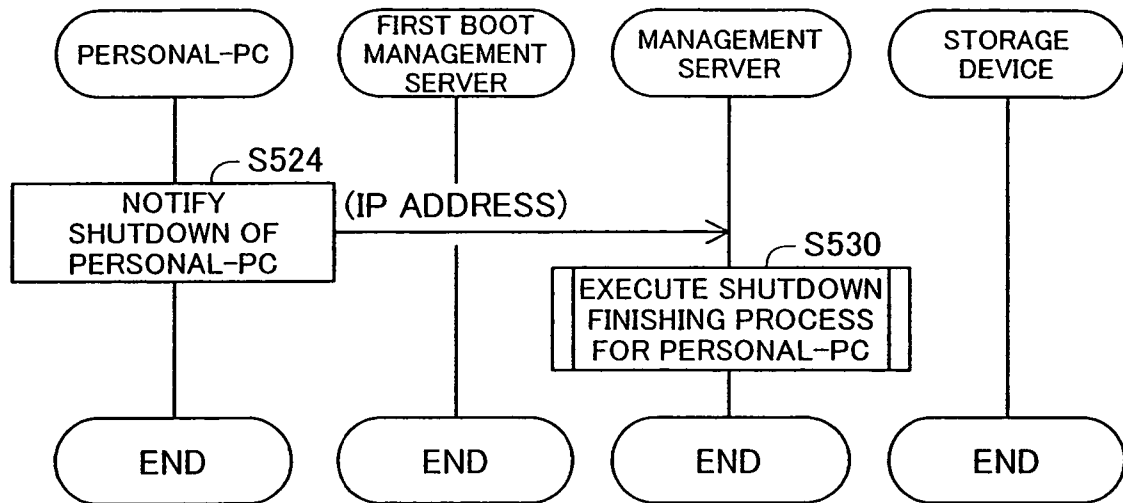 PERSONAL-PC
FIRST BOOT
MANAGEMENT
SERVER
MANAGEMENT
SERVER
STORAGE
DEVICE
S524
NOTIFY
SHUTDOWN OF
PERSONAL-PC
(IP ADDRESS)
S530
EXECUTE SHUTDOWN
FINISHING PROCESS
FOR PERSONAL-PC
END
END
END
END